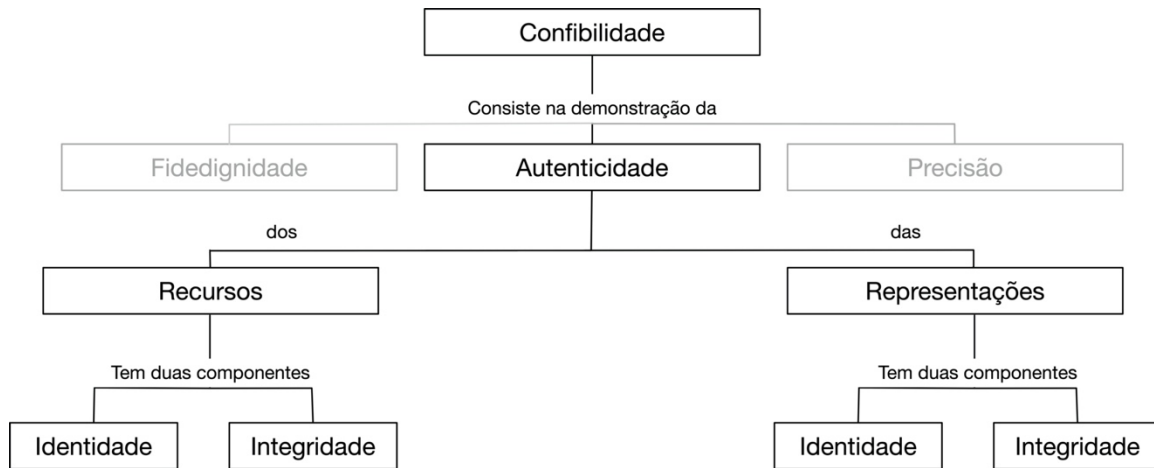 Confibilidade
Consiste na demonstração da
Fidedignidade
Autenticidade
Precisão
dos
das
Recursos
Representações
Tem duas componentes
Tem duas componentes
Identidade
Integridade
Identidade
Integridade